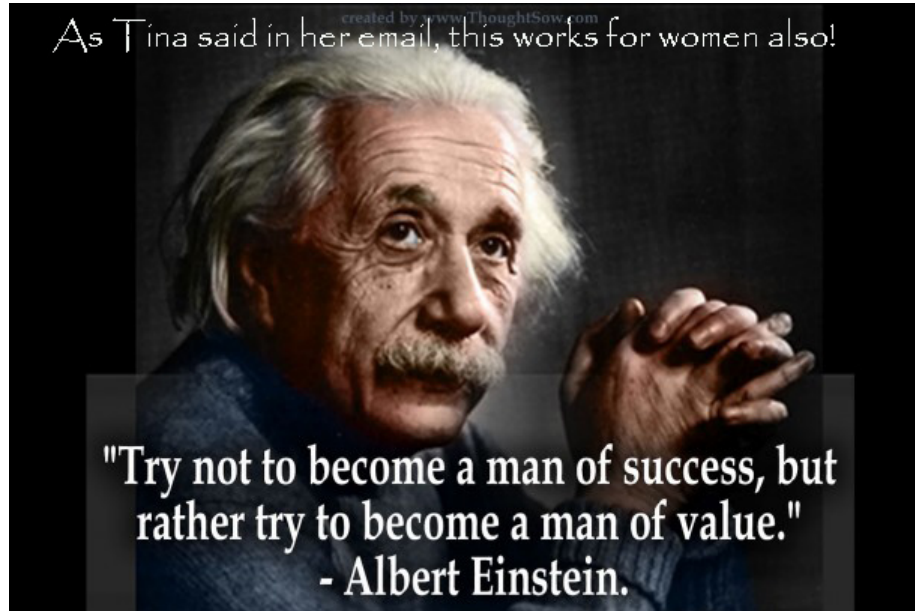 created by www.ThoughtSow.com
As Tina said in her email, this works for women also!
"Try not to become a man of success, but
rather try to become a man of value."
- Albert Einstein.